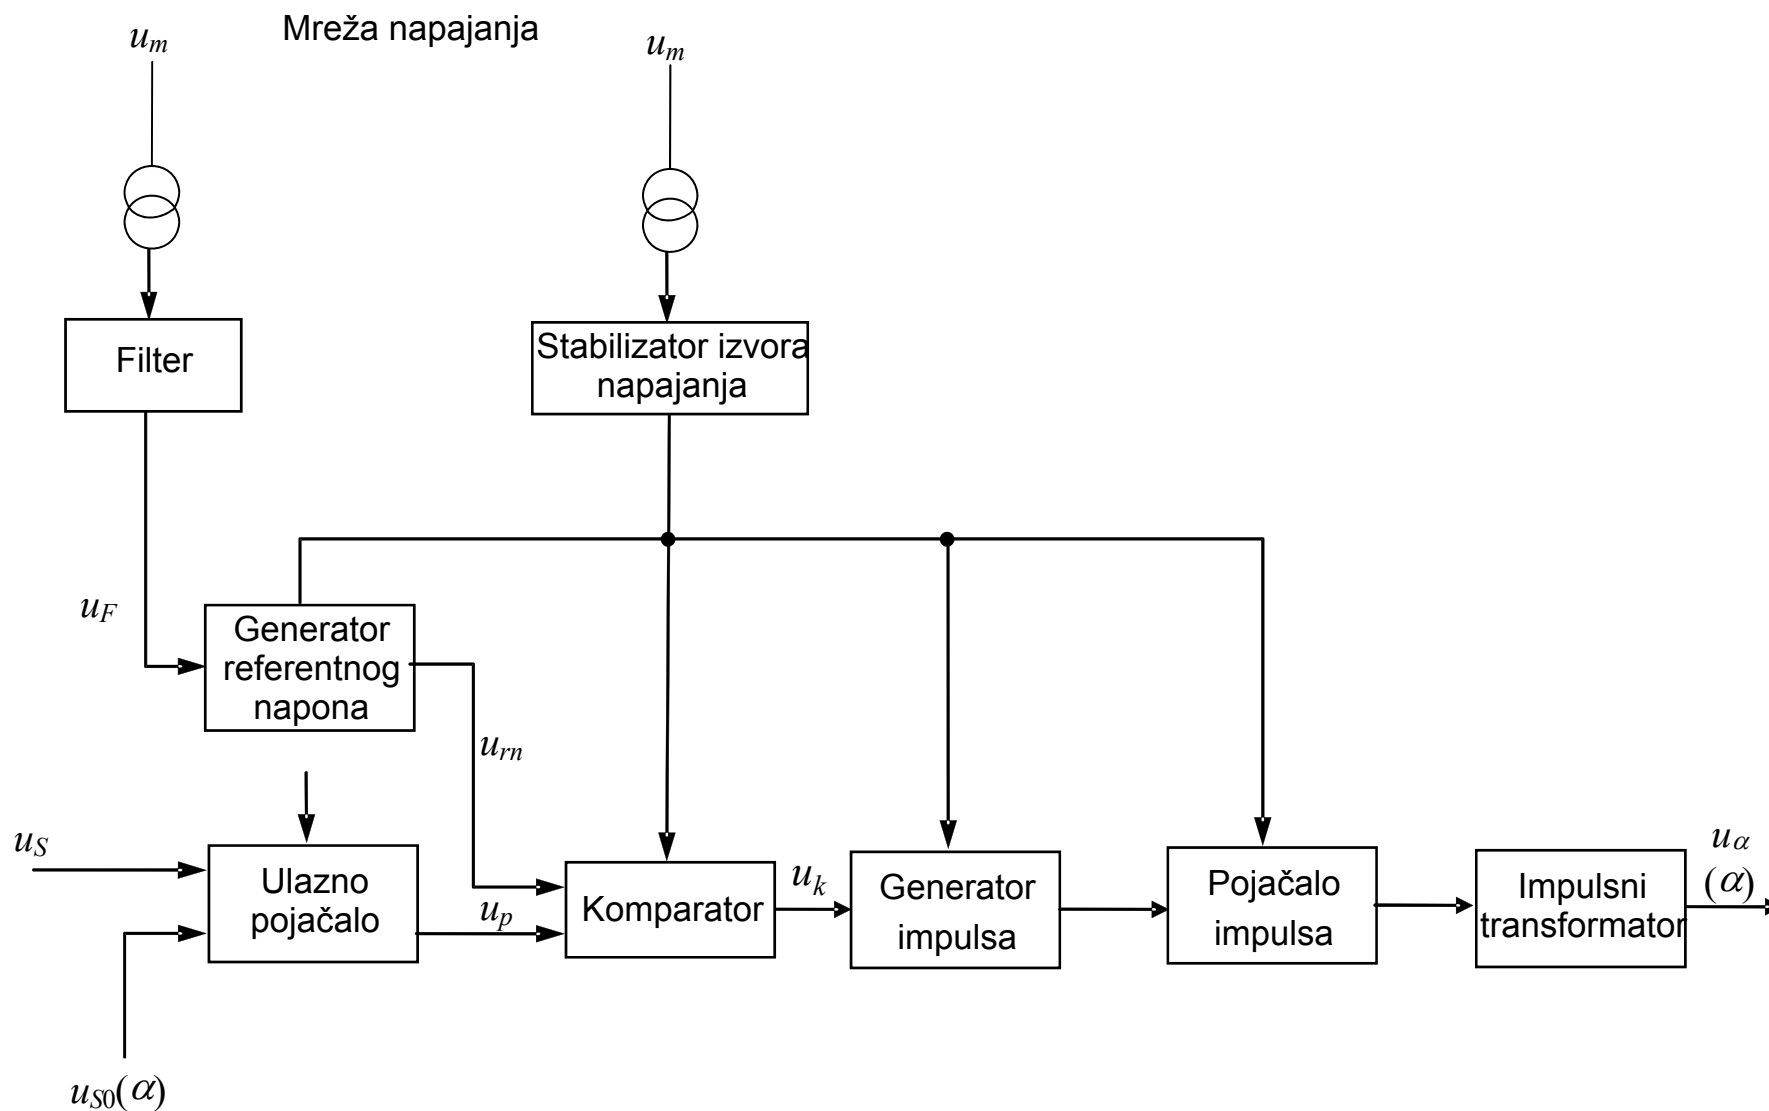 Mreža napajanja
u_m
u_m
Filter
Stabilizator izvora
napajanja
u_F
Generator
referentnog
napona
u_rn
u_S
Ulazno
pojačalo
u_p
Komparator
u_k
Generator
impulsa
Pojačalo
impulsa
Impulsni
transformator
u_α
(α)
u_S0(α)